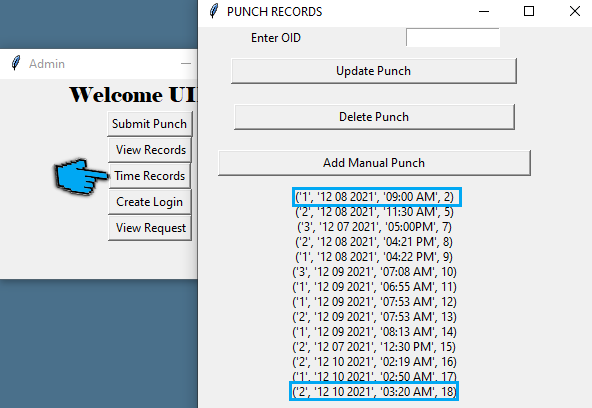 Admin
Welcome UI
Submit Punch
View Records
Time Records
Create Login
View Request
PUNCH RECORDS
Enter OID
Update Punch
Delete Punch
Add Manual Punch
('1', '12 08 2021', '09:00 AM', 2)
('2', '12 08 2021', '11:30 AM', 5)
('3', '12 07 2021', '05:00PM', 7)
('2', '12 08 2021', '04:21 PM', 8)
('1', '12 08 2021', '04:22 PM', 9)
('3', '12 09 2021', '07:08 AM', 10)
('1', '12 09 2021', '06:55 AM', 11)
('1', '12 09 2021', '07:53 AM', 12)
('2', '12 09 2021', '07:53 AM', 13)
('1', '12 09 2021', '08:13 AM', 14)
('2', '12 07 2021', '12:30 PM', 15)
('2', '12 10 2021', '02:19 AM', 16)
('1', '12 10 2021', '02:50 AM', 17)
('2', '12 10 2021', '03:20 AM', 18)